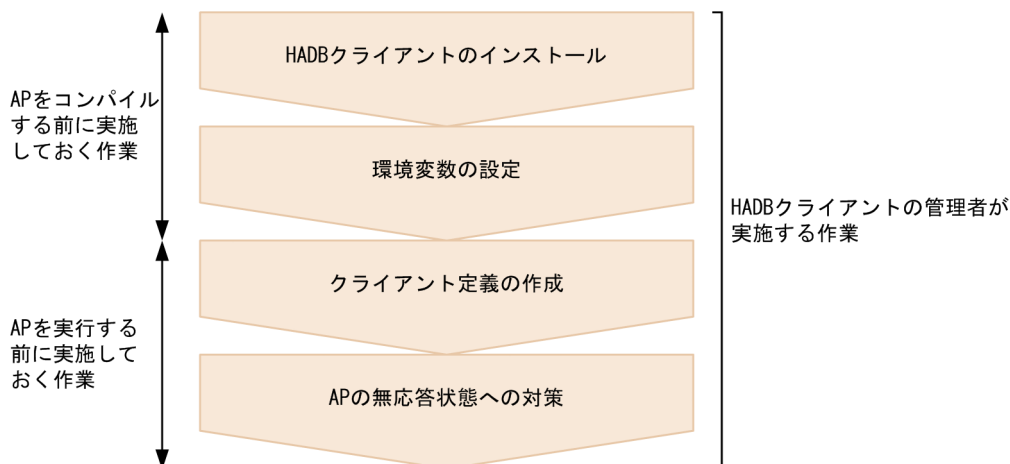 HADBクライアントのインストール
APをコンパイル
する前に実施
しておく作業
環境変数の設定
HADBクライアントの管理者が
実施する作業
クライアント定義の作成
APを実行する
前に実施して
おく作業
APの無応答状態への対策